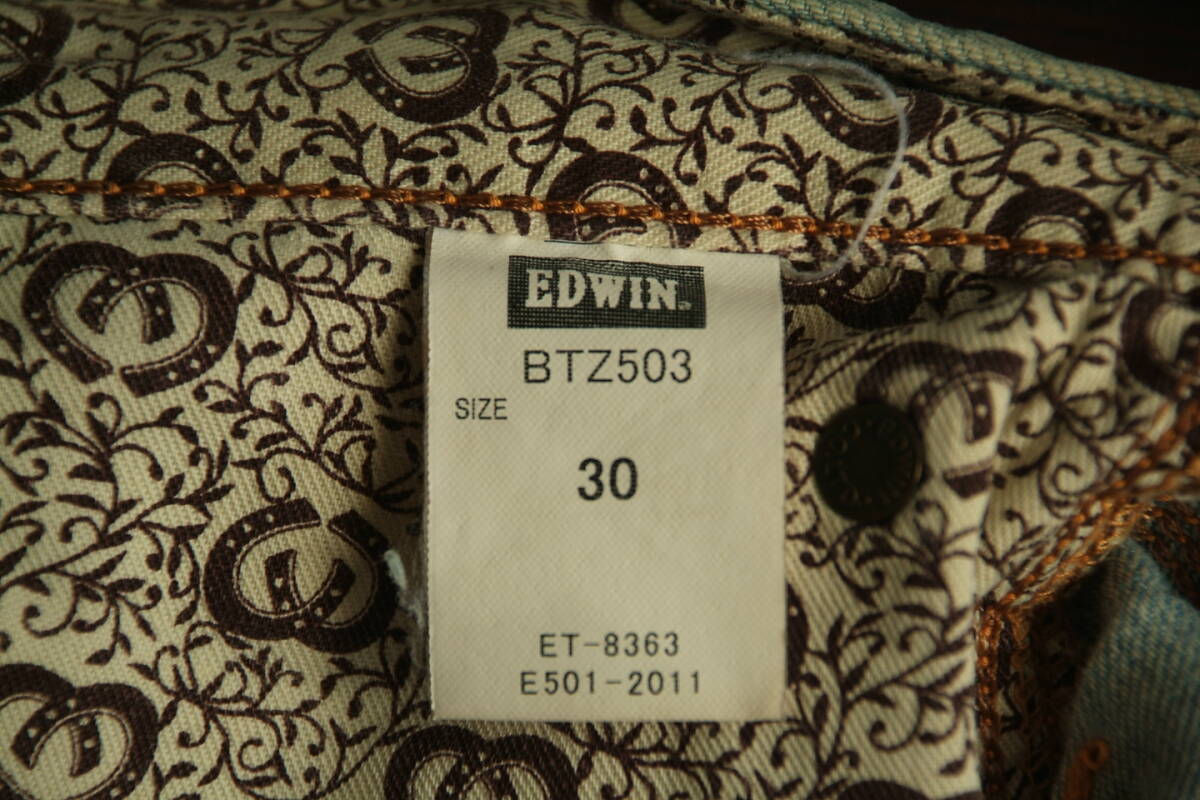 EDWIN
BTZ503
SIZE
30
ET-8363
E501-2011